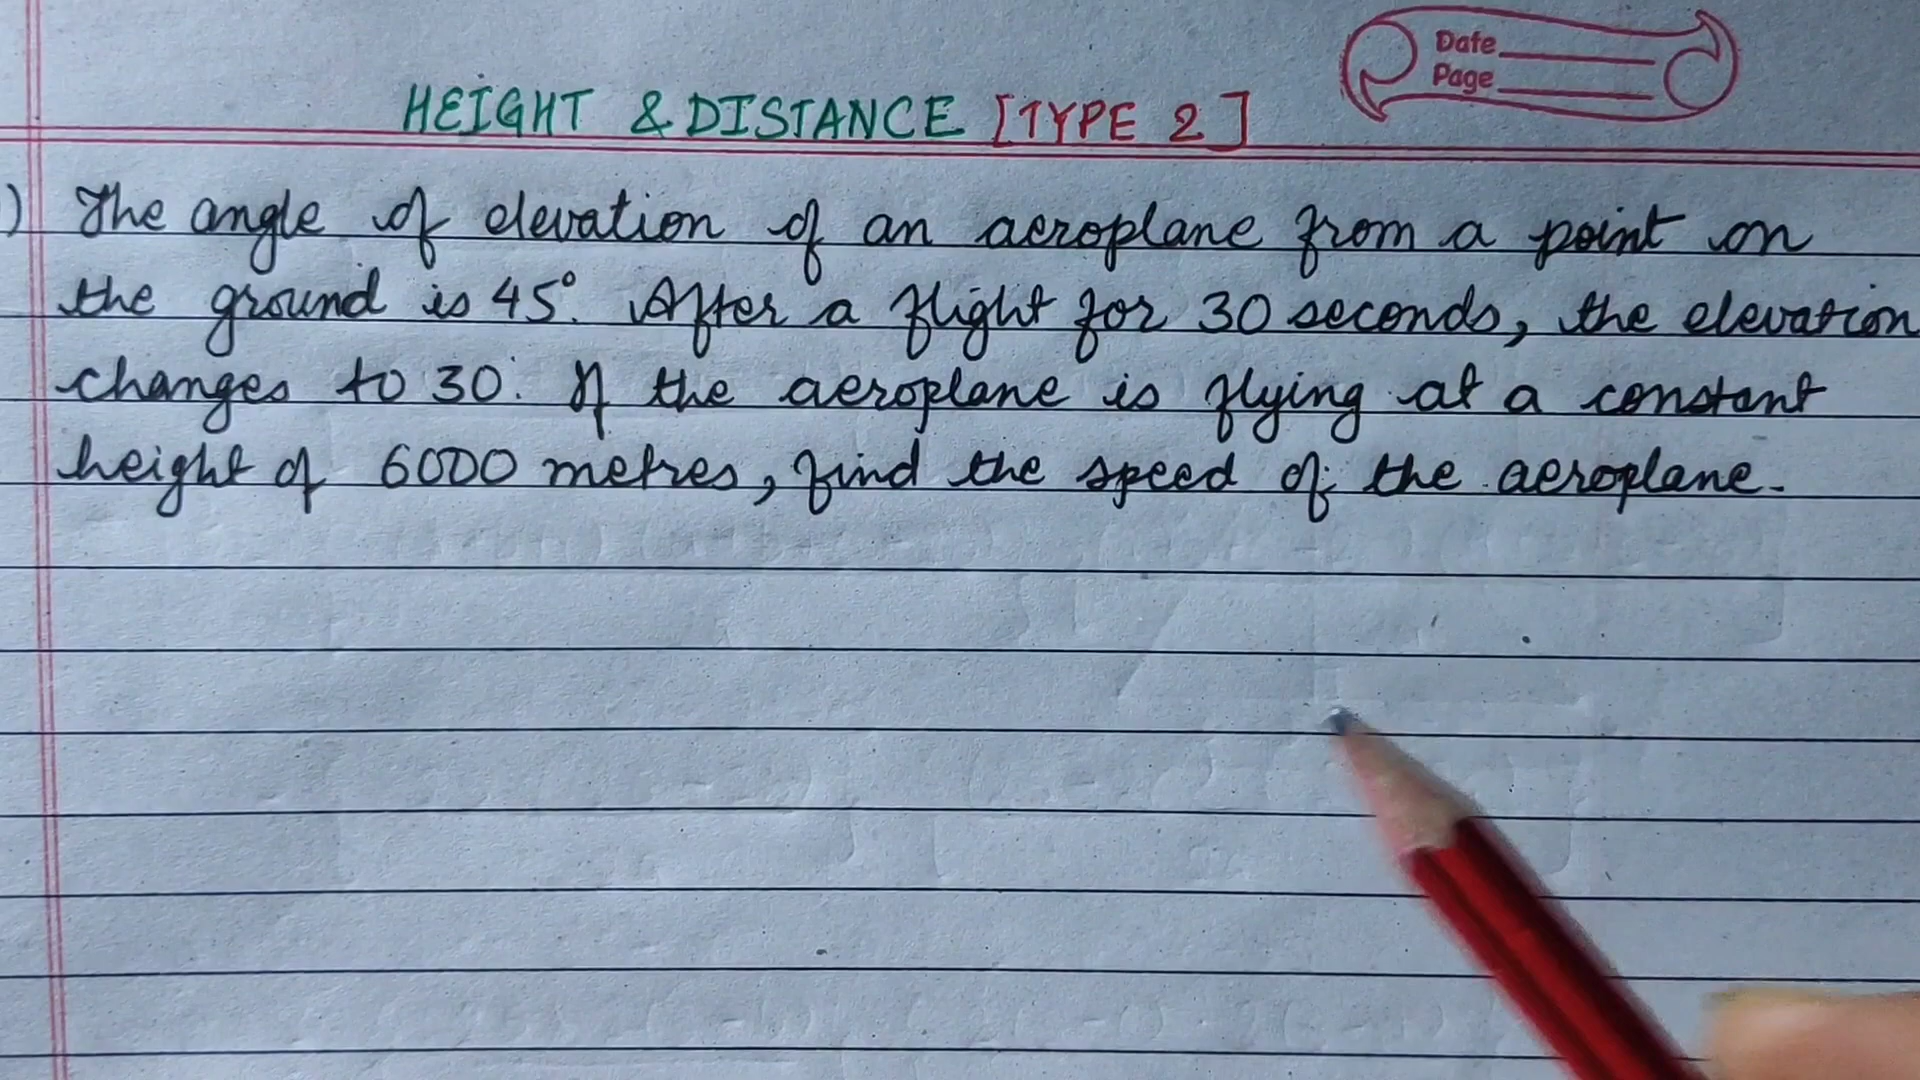 Date
Page
HEIGHT & DISTANCE [TYPE 2]
) The angle of elevation of an aeroplane from a point on
the ground is 45°. After a flight for 30 seconds, the elevation
changes to 30. If the aeroplane is flying at a constant
height of 6000 metres, find the speed of the aeroplane.